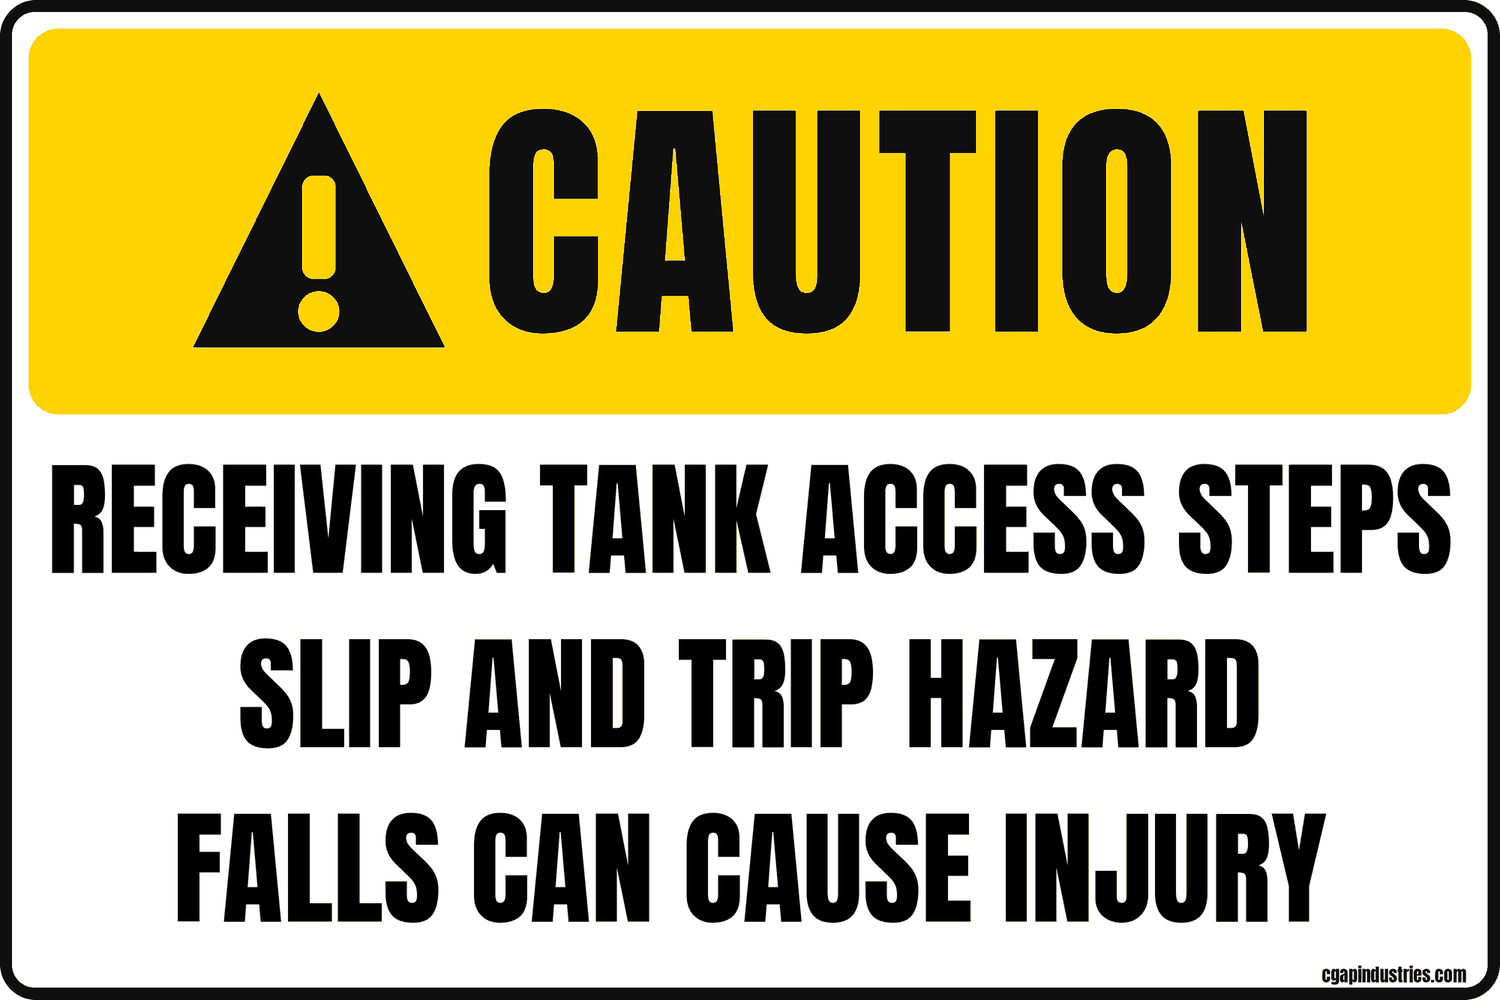 CAUTION
RECEIVING TANK ACCESS STEPS
SLIP AND TRIP HAZARD
FALLS CAN CAUSE INJURY
cgapindustries.com